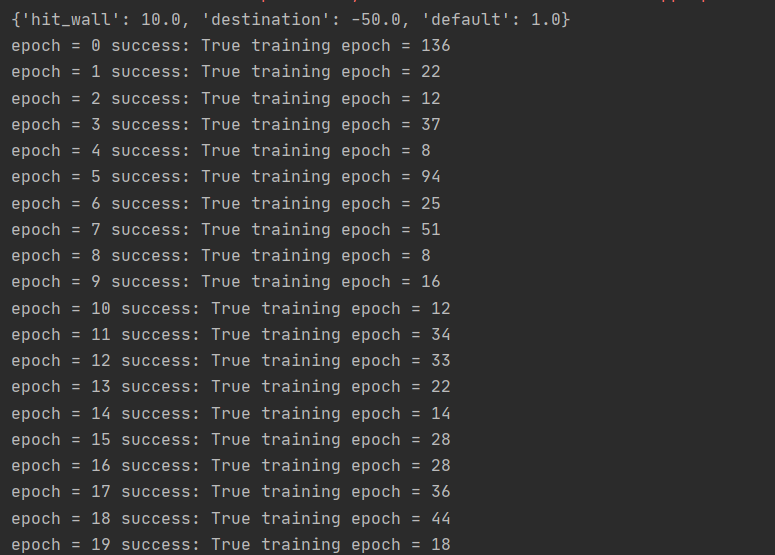 {'hit_wall': 10.0, 'destination': -50.0, 'default': 1.0}
epoch = 0 success: True training epoch = 136
epoch = 1 success: True training epoch = 22
epoch = 2 success: True training epoch = 12
epoch = 3 success: True training epoch = 37
epoch = 4 success: True training epoch = 8
epoch = 5 success: True training epoch = 94
epoch = 6 success: True training epoch = 25
epoch = 7 success: True training epoch = 51
epoch = 8 success: True training epoch = 8
epoch = 9 success: True training epoch = 16
epoch = 10 success: True training epoch = 12
epoch = 11 success: True training epoch = 34
epoch = 12 success: True training epoch = 33
epoch = 13 success: True training epoch = 22
epoch = 14 success: True training epoch = 14
epoch = 15 success: True training epoch = 28
epoch = 16 success: True training epoch = 28
epoch = 17 success: True training epoch = 36
epoch = 18 success: True training epoch = 44
epoch = 19 success: True training epoch = 18